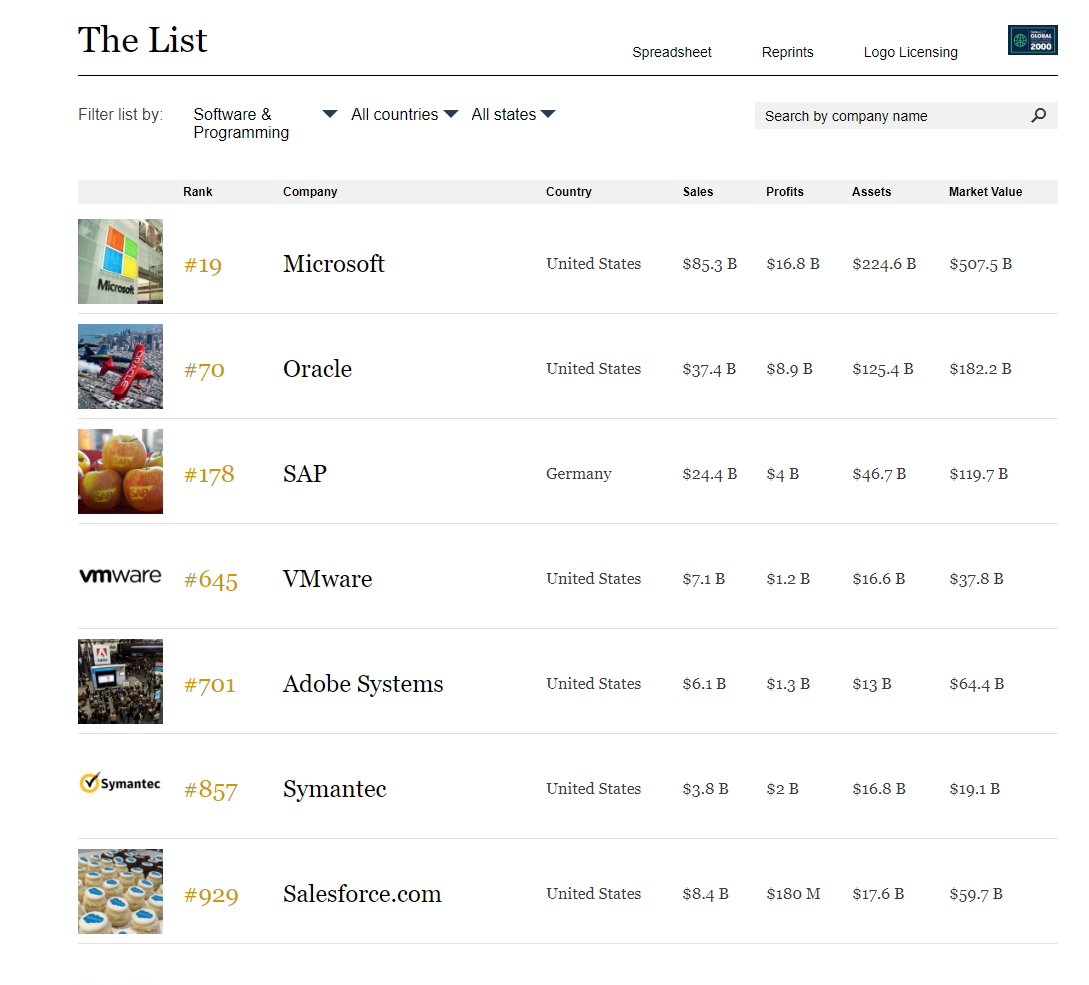 The List
Spreadsheet Reprints Logo Licensing
GLOBAL
2000
Filter list by: Software & Programming All countries All states Search by company name
Rank Company Country Sales Profits Assets Market Value
Microsoft
#19 Microsoft United States $85.3 B $16.8 B $224.6 B $507.5 B
ORACLE
#70 Oracle United States $37.4 B $8.9 B $125.4 B $182.2 B
SAP SAP
#178 SAP Germany $24.4 B $4 B $46.7 B $119.7 B
vmware
#645 VMware United States $7.1 B $1.2 B $16.6 B $37.8 B
Adobe
#701 Adobe Systems United States $6.1 B $1.3 B $13 B $64.4 B
Symantec
#857 Symantec United States $3.8 B $2 B $16.8 B $19.1 B
#929 Salesforce.com United States $8.4 B $180 M $17.6 B $59.7 B